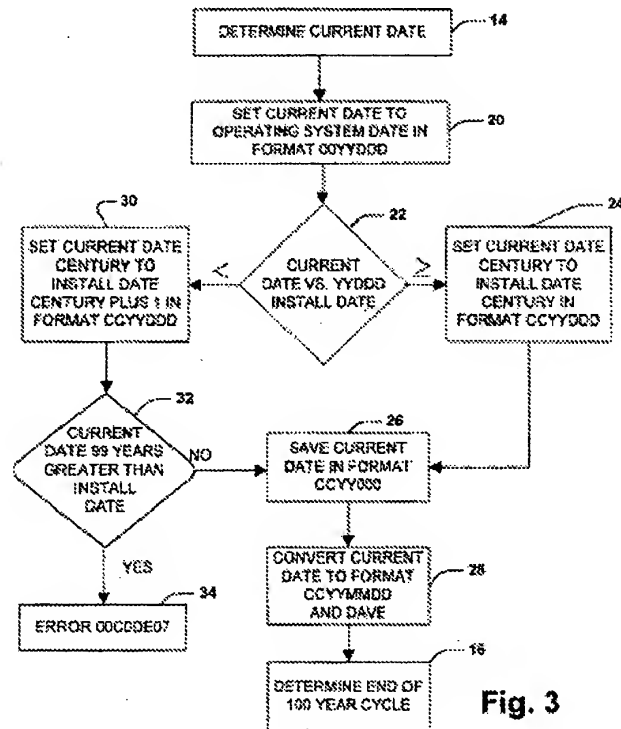 DETERMINE CURRENT DATE
14
SET CURRENT DATE TO
OPERATING SYSTEM DATE IN
FORMAT 00YYDDD
20
22
CURRENT
DATE VS. YYDDD
INSTALL DATE
<
≥
30
SET CURRENT DATE
CENTURY TO
INSTALL DATE
CENTURY PLUS 1 IN
FORMAT CCYYDDD
24
SET CURRENT DATE
CENTURY TO
INSTALL DATE
CENTURY IN
FORMAT CCYYDDD
32
CURRENT
DATE 99 YEARS
GREATER THAN
INSTALL
DATE
NO
YES
26
SAVE CURRENT
DATE IN FORMAT
CCYYDDD
34
ERROR
28
CONVERT CURRENT
DATE TO FORMAT
CCYYMMDD
AND DAVE
16
DETERMINE END OF
100 YEAR CYCLE
Fig. 3